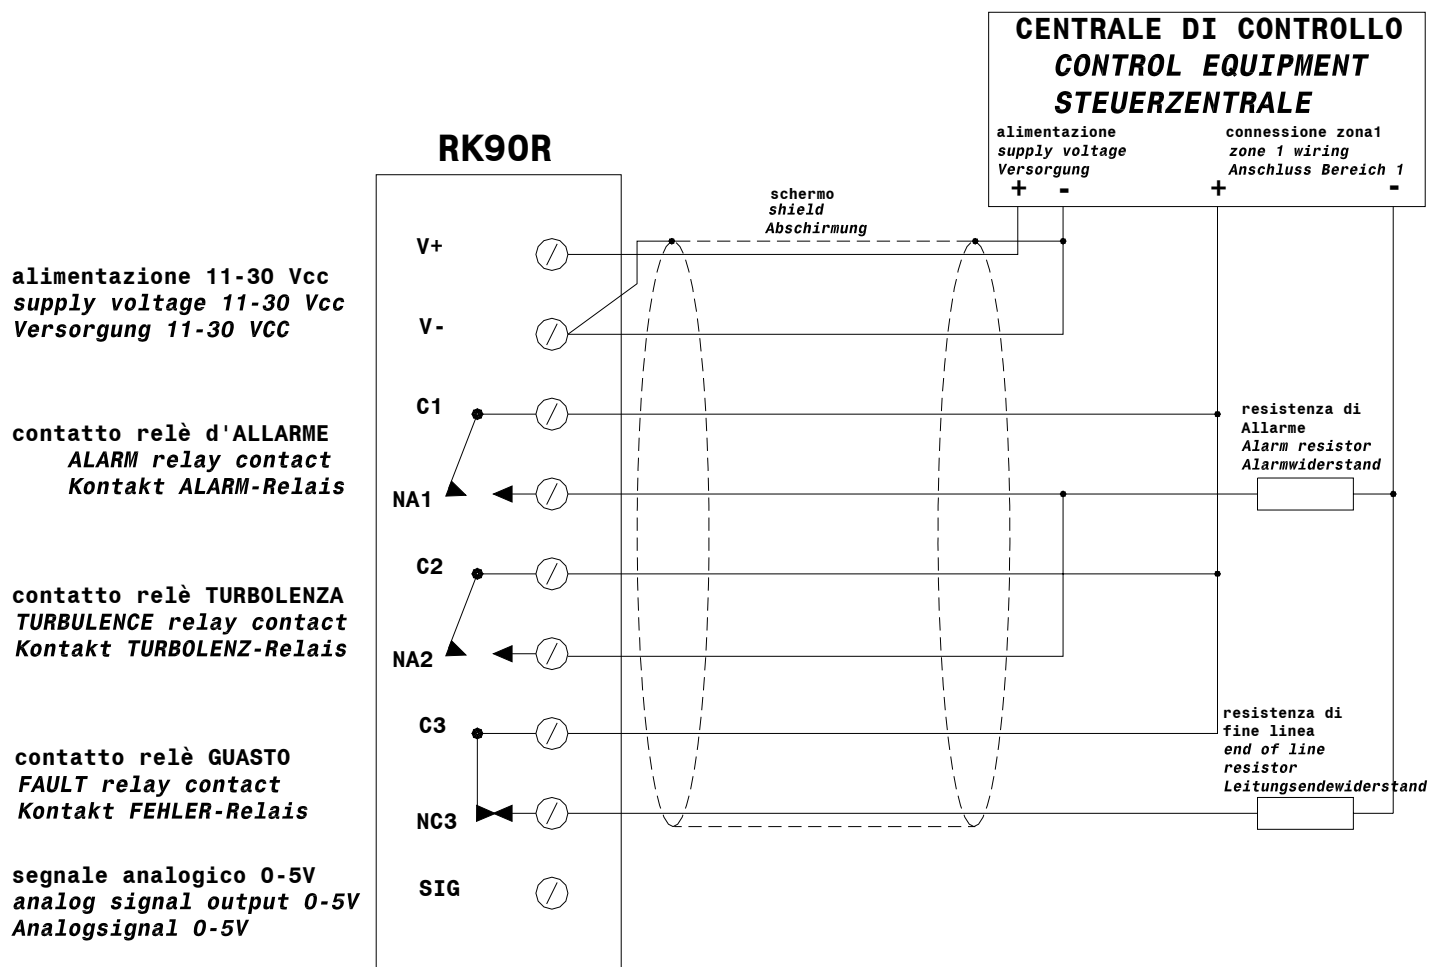 CENTRALE DI CONTROLLO
CONTROL EQUIPMENT
STEUERZENTRALE
alimentazione
supply voltage
Versorgung
+ -
connessione zona1
zone 1 wiring
Anschluss Bereich 1
+ -
RK90R
schermo
shield
Abschirmung
V+
alimentazione 11-30 Vcc
supply voltage 11-30 Vcc
Versorgung 11-30 VCC
V-
C1
contatto relè d'ALLARME
ALARM relay contact
Kontakt ALARM-Relais
NA1
resistenza di
Allarme
Alarm resistor
Alarmwiderstand
C2
contatto relè TURBOLENZA
TURBULENCE relay contact
Kontakt TURBOLENZ-Relais
NA2
C3
resistenza di
fine linea
end of line
resistor
Leitungsendewiderstand
contatto relè GUASTO
FAULT relay contact
Kontakt FEHLER-Relais
NC3
segnale analogico 0-5V
analog signal output 0-5V
Analogsignal 0-5V
SIG